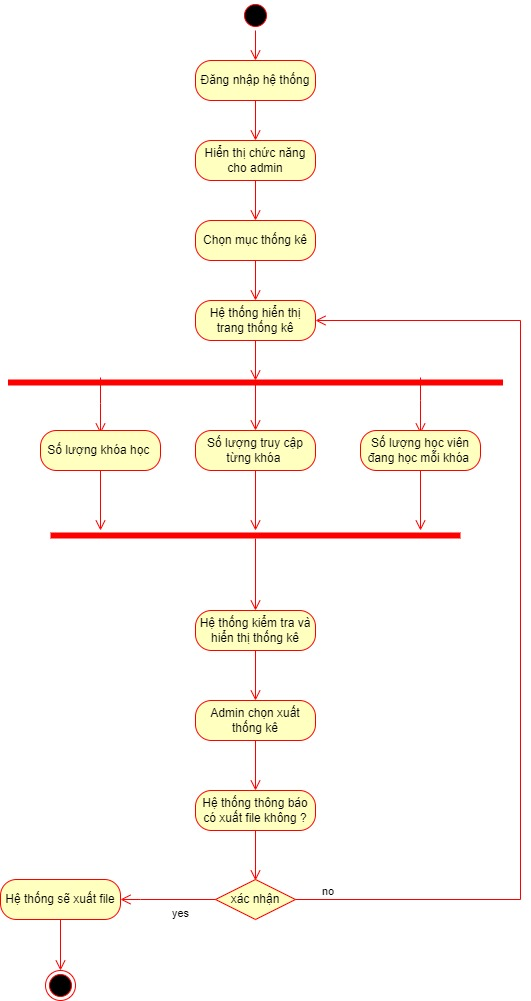 Đăng nhập hệ thống
Hiển thị chức năng
cho admin
Chọn mục thống kê
Hệ thống hiển thị
trang thống kê
Số lượng khóa học
Số lượng truy cập
từng khóa
Số lượng học viên
đang học mỗi khóa
Hệ thống kiểm tra và
hiển thị thống kê
Admin chọn xuất
thống kê
Hệ thống thông báo
có xuất file không ?
xác nhận
no
yes
Hệ thống sẽ xuất file